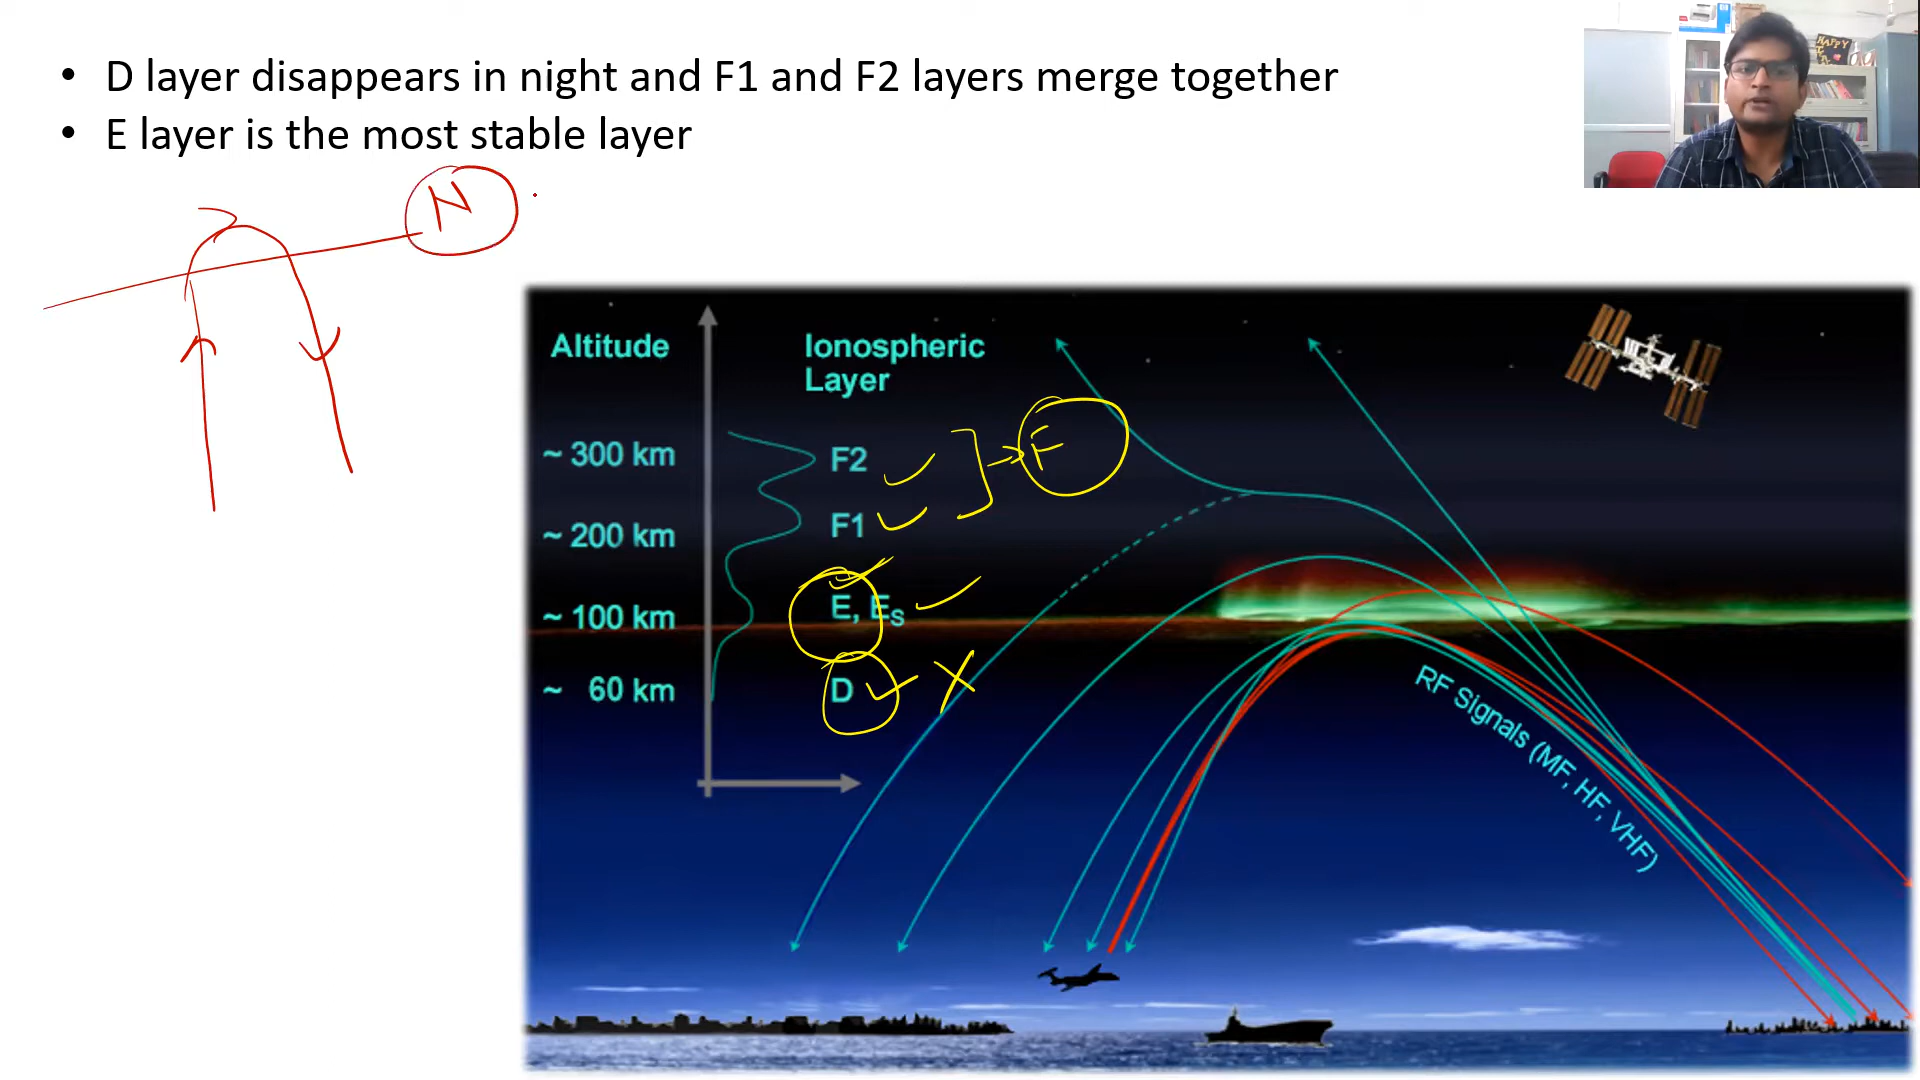 • D layer disappears in night and F1 and F2 layers merge together
• E layer is the most stable layer
N
Altitude
Ionospheric
Layer
~ 300 km
F2
F
~ 200 km
F1
~ 100 km
E, Es
~ 60 km
D
X
RF Signals (MF, HF, VHF)
HAPPY